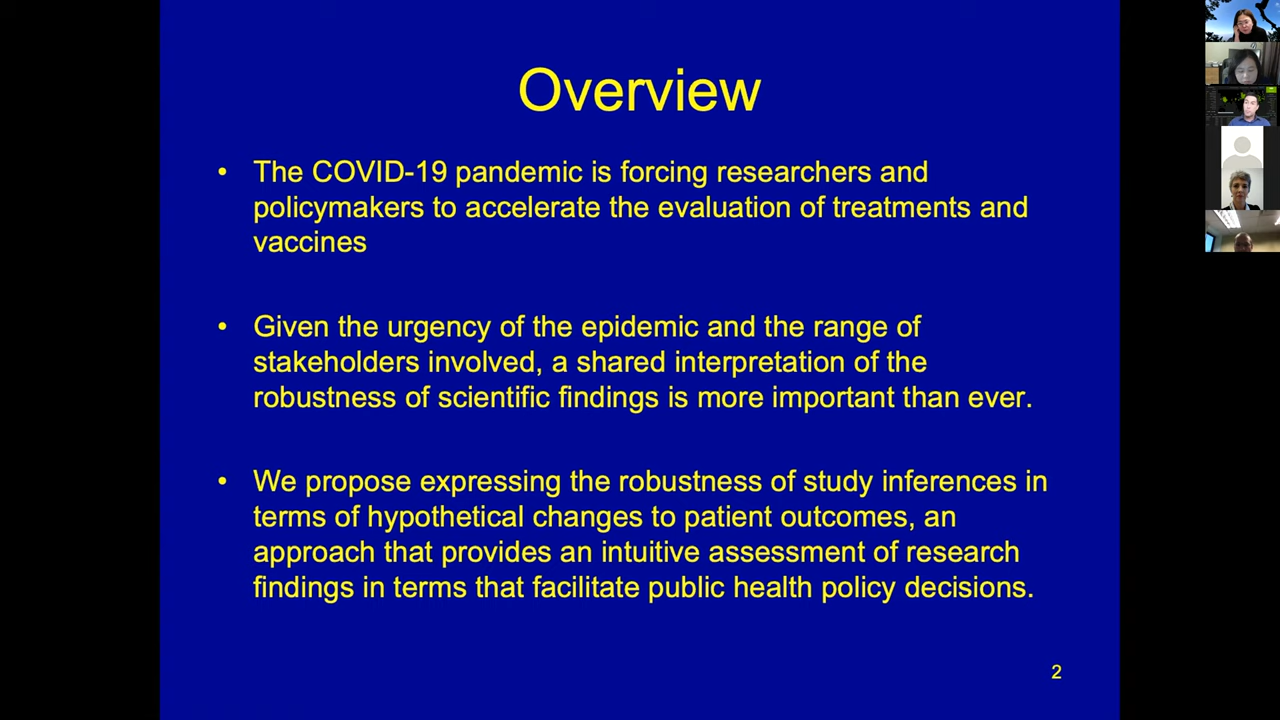 Overview
• The COVID-19 pandemic is forcing researchers and
policymakers to accelerate the evaluation of treatments and
vaccines
• Given the urgency of the epidemic and the range of
stakeholders involved, a shared interpretation of the
robustness of scientific findings is more important than ever.
• We propose expressing the robustness of study inferences in
terms of hypothetical changes to patient outcomes, an
approach that provides an intuitive assessment of research
findings in terms that facilitate public health policy decisions.
2